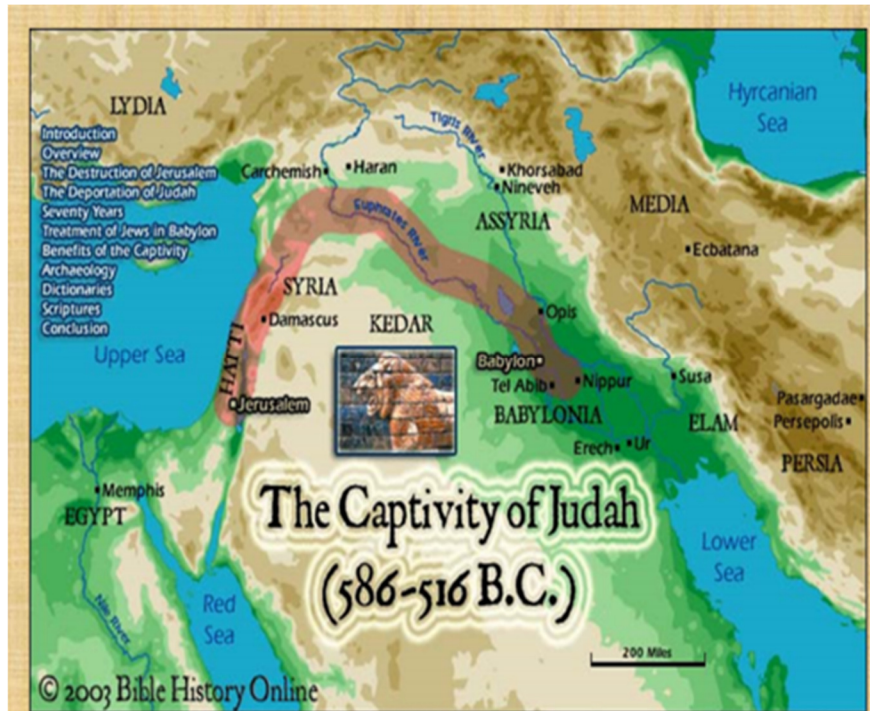 LYDIA
Hyrcanian
Sea
Introduction
Overview
The Destruction of Jerusalem
The Deportation of Judah
Seventy Years
Treatment of Jews in Babylon
Benefits of the Captivity
Archaeology
Dictionaries
Scriptures
Conclusion
Tigris River
Carchemish
Haran
Khorsabad
Nineveh
Euphrates River
ASSYRIA
MEDIA
Ecbatana
SYRIA
Damascus
KEDAR
Opis
Upper Sea
HATTI
Babylon
Tel Abib
Nippur
Susa
Jerusalem
BABYLONIA
ELAM
Pasargadae
Persepolis
Erech
Ur
PERSIA
Memphis
EGYPT
The Captivity of Judah
(586-516 B.C.)
Lower
Sea
Red
Sea
Nile River
200 Miles
© 2003 Bible History Online